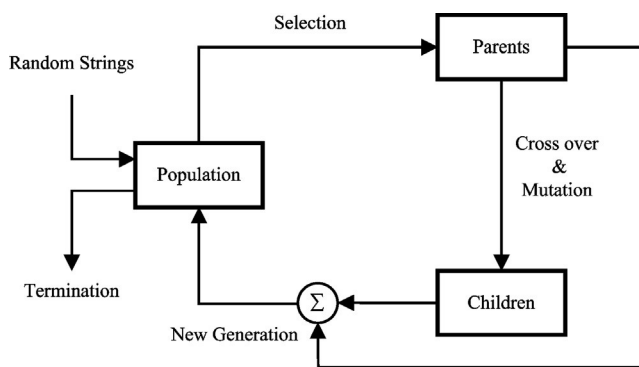 Selection
Parents
Random Strings
Cross over
&
Mutation
Population
Termination
Σ
Children
New Generation